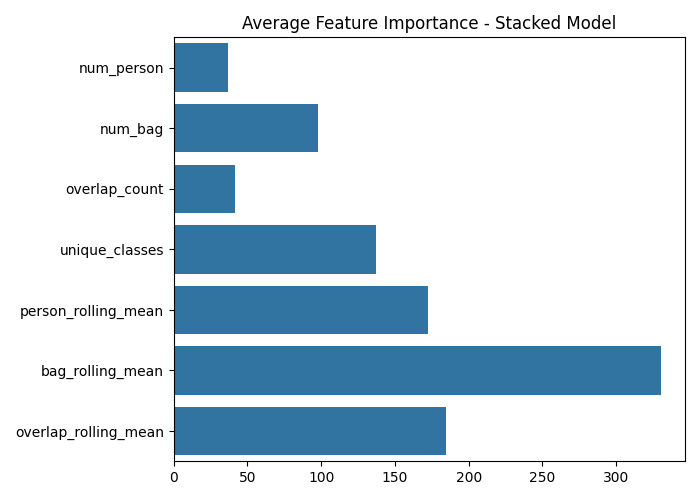 Average Feature Importance - Stacked Model
num_person
num_bag
overlap_count
unique_classes
person_rolling_mean
bag_rolling_mean
overlap_rolling_mean
0 50 100 150 200 250 300